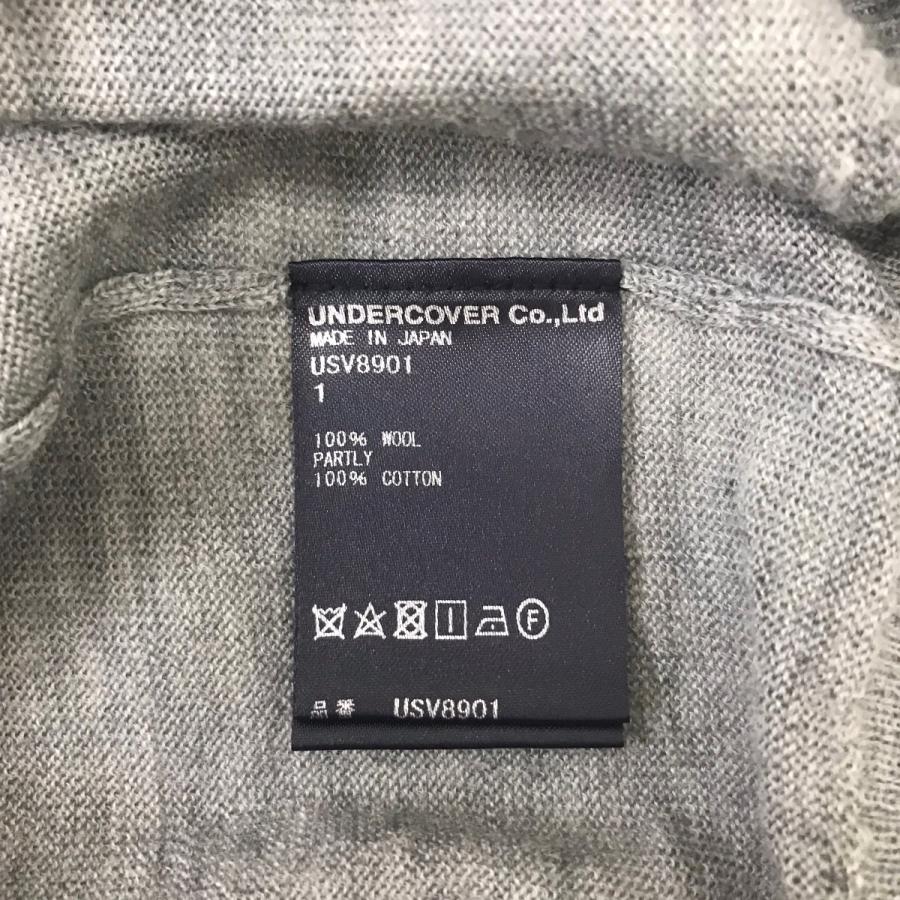 UNDERCOVER Co.,Ltd
MADE IN JAPAN
USV8901
1
100% WOOL
PARTLY
100% COTTON
F
品番 USV8901